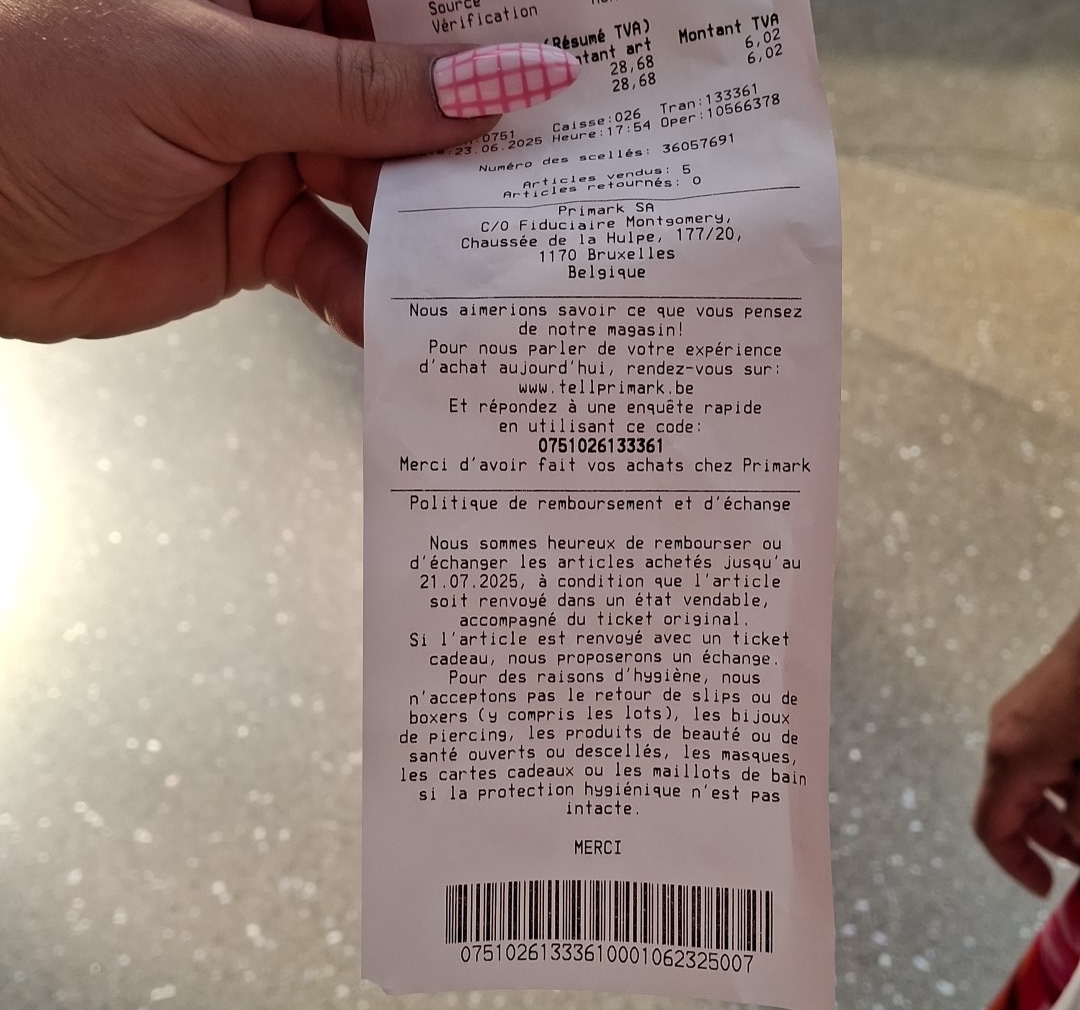 Source
Vérification
(Résumé TVA)
art Montant TVA
28,68 6,02
28,68 6,02
0751 Caisse:026 Tran:133361
23.06.2025 Heure:17:54 Oper:10566378
Numéro des scellés: 36057691
Articles vendus: 5
Articles retournés: 0
Primark SA
C/O Fiduciaire Montgomery,
Chaussée de la Hulpe, 177/20,
1170 Bruxelles
Belgique
Nous aimerions savoir ce que vous pensez
de notre magasin!
Pour nous parler de votre expérience
d'achat aujourd'hui, rendez-vous sur:
www.tellprimark.be
Et répondez à une enquête rapide
en utilisant ce code:
0751026133361
Merci d'avoir fait vos achats chez Primark
Politique de remboursement et d'échange
Nous sommes heureux de rembourser ou
d'échanger les articles achetés jusqu'au
21.07.2025, à condition que l'article
soit renvoyé dans un état vendable,
accompagné du ticket original.
Si l'article est renvoyé avec un ticket
cadeau, nous proposerons un échange.
Pour des raisons d'hygiène, nous
n'acceptons pas le retour de slips ou de
boxers (y compris les lots), les bijoux
de piercing, les produits de beauté ou de
santé ouverts ou descellés, les masques,
les cartes cadeaux ou les maillots de bain
si la protection hygiénique n'est pas
intacte.
MERCI
07510261333610001062325007